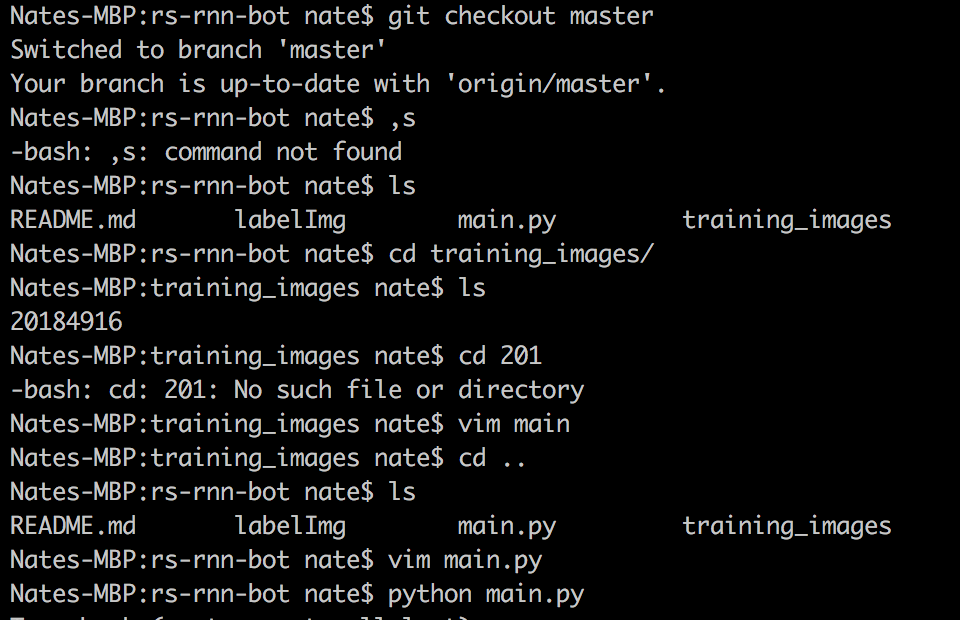 Nates-MBP:rs-rnn-bot nate$ git checkout master
Switched to branch 'master'
Your branch is up-to-date with 'origin/master'.
Nates-MBP:rs-rnn-bot nate$ ,s
-bash: ,s: command not found
Nates-MBP:rs-rnn-bot nate$ ls
README.md labelImg main.py training_images
Nates-MBP:rs-rnn-bot nate$ cd training_images/
Nates-MBP:training_images nate$ ls
20184916
Nates-MBP:training_images nate$ cd 201
-bash: cd: 201: No such file or directory
Nates-MBP:training_images nate$ vim main
Nates-MBP:training_images nate$ cd ..
Nates-MBP:rs-rnn-bot nate$ ls
README.md labelImg main.py training_images
Nates-MBP:rs-rnn-bot nate$ vim main.py
Nates-MBP:rs-rnn-bot nate$ python main.py